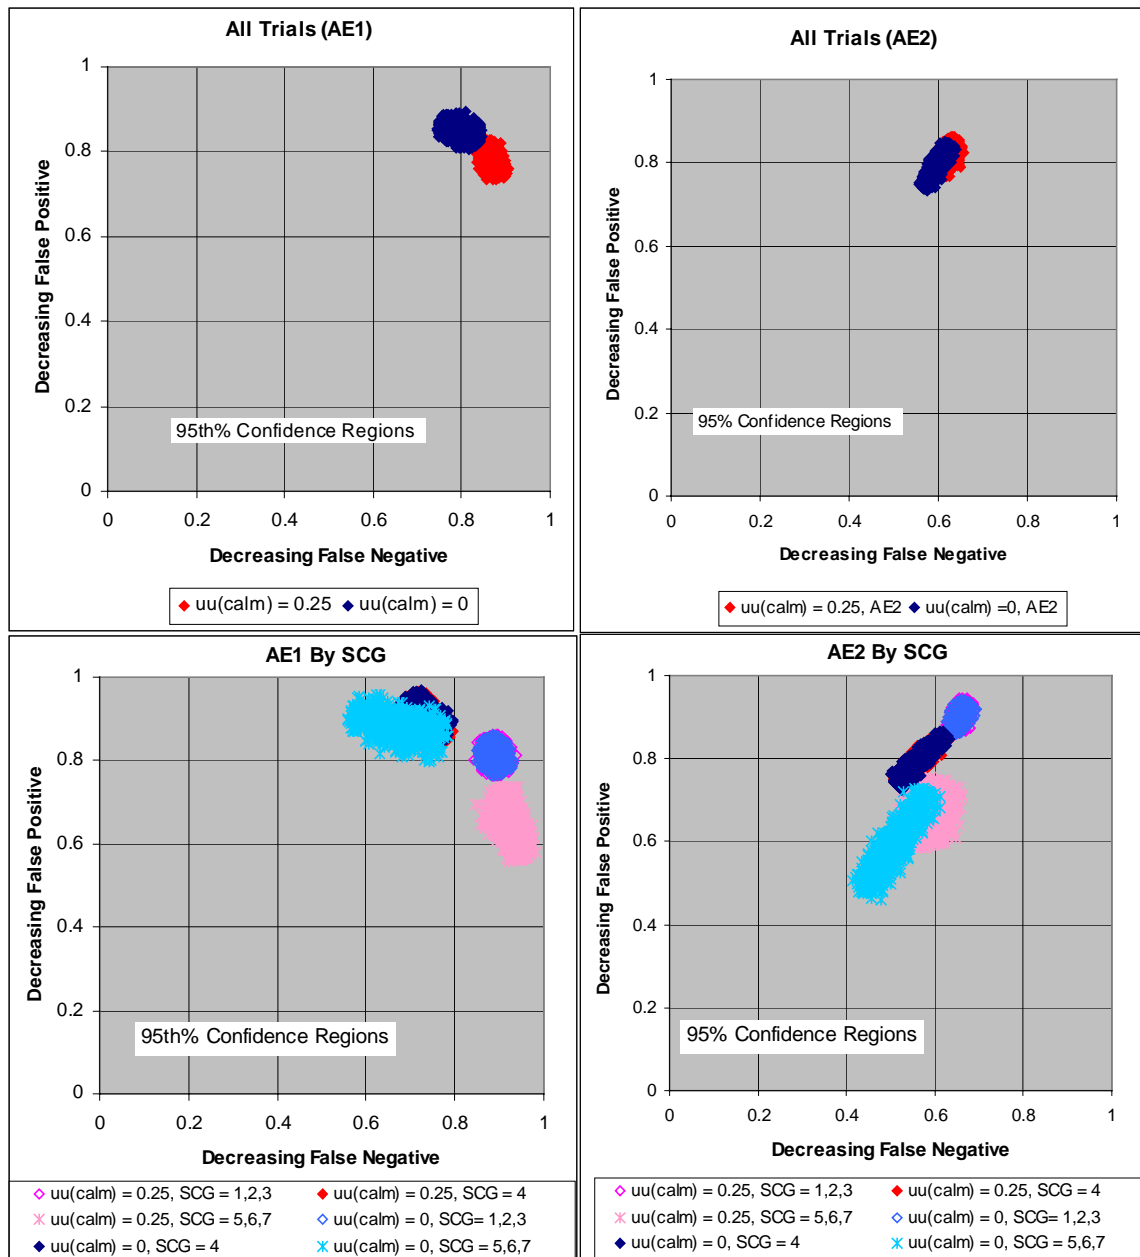 All Trials (AE1)
1
0.8
0.6
0.4
0.2
0
Decreasing False Positive
95th% Confidence Regions
0 0.2 0.4 0.6 0.8 1
Decreasing False Negative
uu(calm) = 0.25 uu(calm) = 0
All Trials (AE2)
1
0.8
0.6
0.4
0.2
0
Decreasing False Positive
95% Confidence Regions
0 0.2 0.4 0.6 0.8 1
Decreasing False Negative
uu(calm) = 0.25, AE2 uu(calm) =0, AE2
AE1 By SCG
1
0.8
0.6
0.4
0.2
0
Decreasing False Positive
95th% Confidence Regions
0 0.2 0.4 0.6 0.8 1
Decreasing False Negative
uu(calm) = 0.25, SCG = 1,2,3 uu(calm) = 0.25, SCG = 4
uu(calm) = 0.25, SCG = 5,6,7 uu(calm) = 0, SCG= 1,2,3
uu(calm) = 0, SCG = 4 uu(calm) = 0, SCG = 5,6,7
AE2 By SCG
1
0.8
0.6
0.4
0.2
0
Decreasing False Positive
95% Confidence Regions
0 0.2 0.4 0.6 0.8 1
Decreasing False Negative
uu(calm) = 0.25, SCG = 1,2,3 uu(calm) = 0.25, SCG = 4
uu(calm) = 0.25, SCG = 5,6,7 uu(calm) = 0, SCG= 1,2,3
uu(calm) = 0, SCG = 4 uu(calm) = 0, SCG = 5,6,7